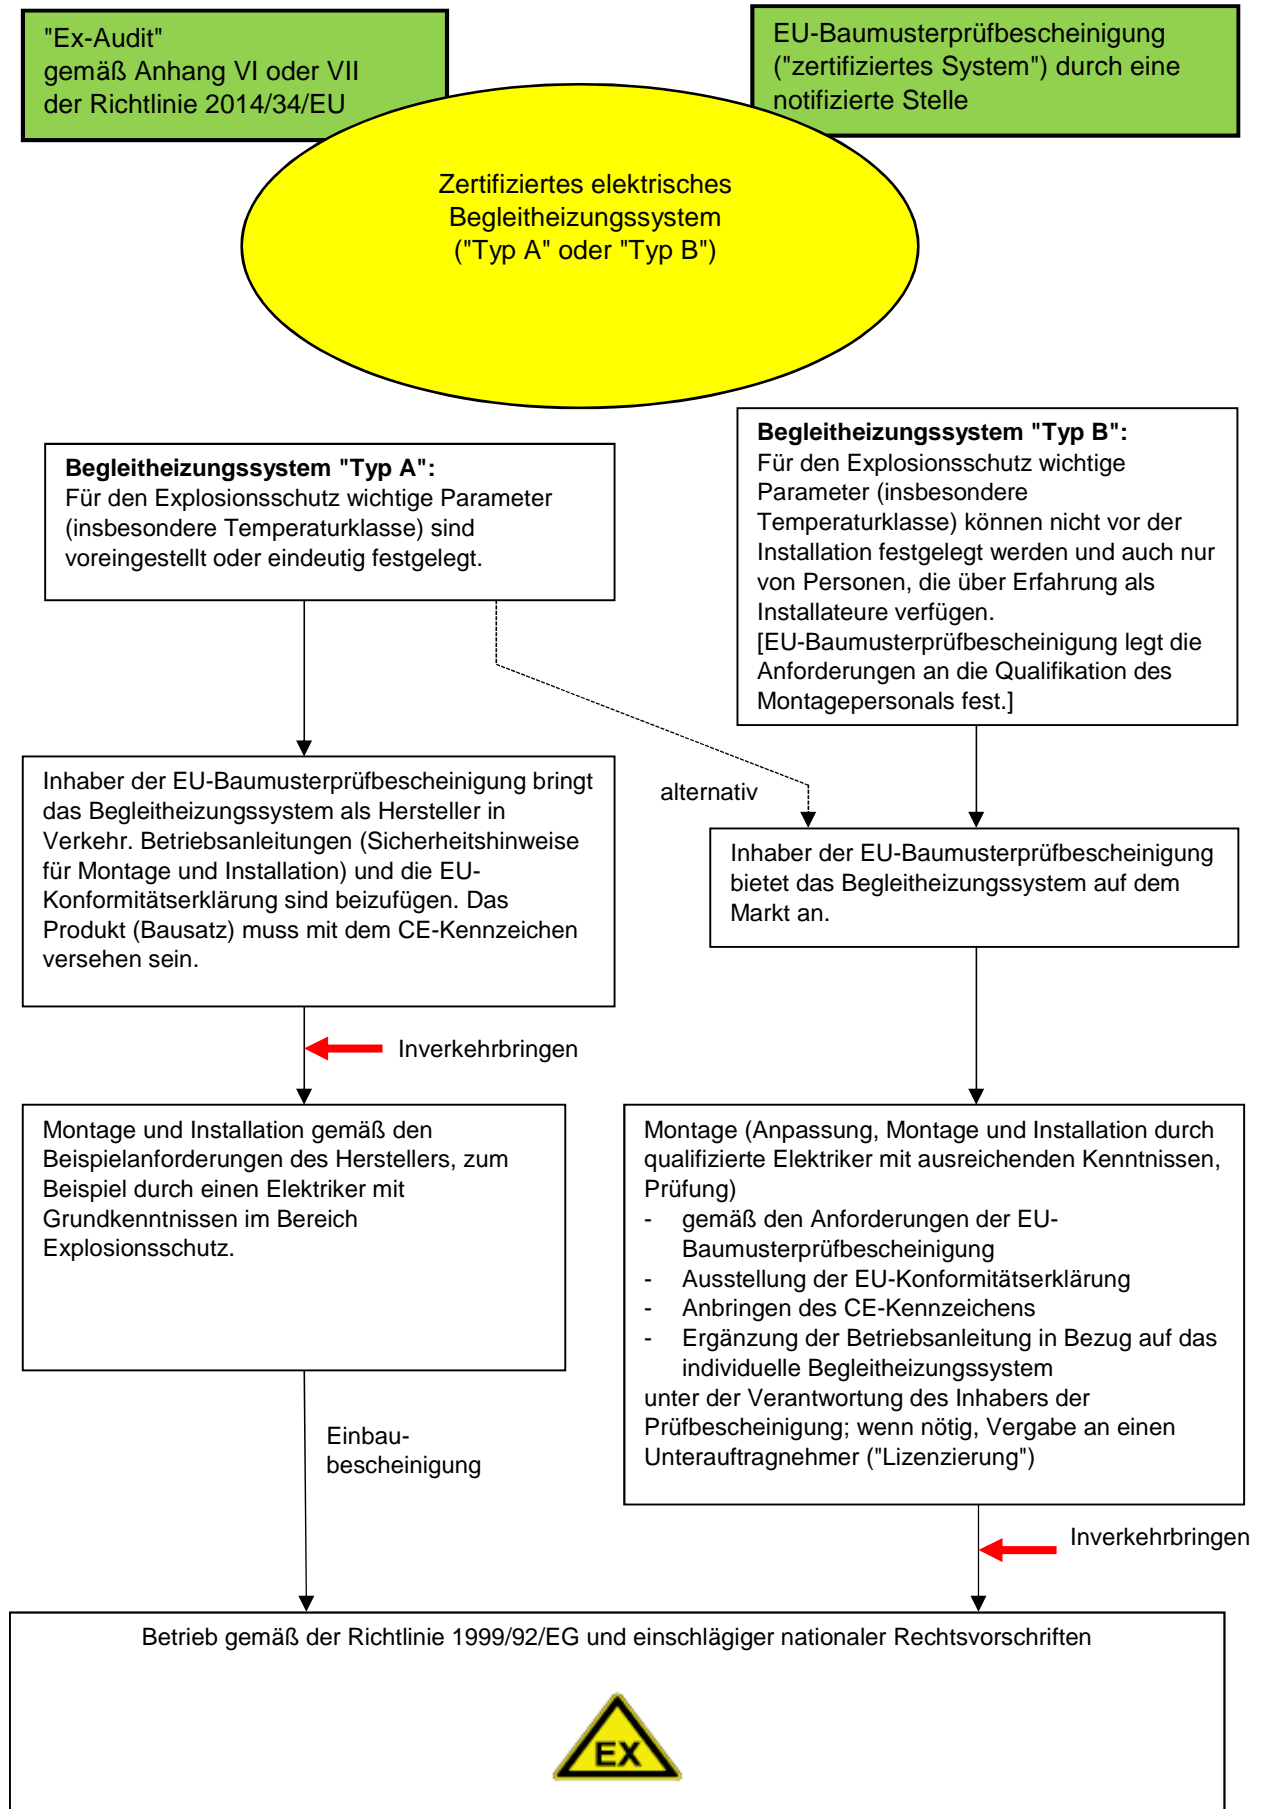 "Ex-Audit"
gemäß Anhang VI oder VII
der Richtlinie 2014/34/EU
EU-Baumusterprüfbescheinigung
("zertifiziertes System") durch eine
notifizierte Stelle
Zertifiziertes elektrisches
Begleitheizungssystem
("Typ A" oder "Typ B")
Begleitheizungssystem "Typ A":
Für den Explosionsschutz wichtige Parameter
(insbesondere Temperaturklasse) sind
voreingestellt oder eindeutig festgelegt.
Begleitheizungssystem "Typ B":
Für den Explosionsschutz wichtige
Parameter (insbesondere
Temperaturklasse) können nicht vor der
Installation festgelegt werden und auch nur
von Personen, die über Erfahrung als
Installateure verfügen.
[EU-Baumusterprüfbescheinigung legt die
Anforderungen an die Qualifikation des
Montagepersonals fest.]
Inhaber der EU-Baumusterprüfbescheinigung bringt
das Begleitheizungssystem als Hersteller in
Verkehr. Betriebsanleitungen (Sicherheitshinweise
für Montage und Installation) und die EU-
Konformitätserklärung sind beizufügen. Das
Produkt (Bausatz) muss mit dem CE-Kennzeichen
versehen sein.
alternativ
Inhaber der EU-Baumusterprüfbescheinigung
bietet das Begleitheizungssystem auf dem
Markt an.
Inverkehrbringen
Montage und Installation gemäß den
Beispielanforderungen des Herstellers, zum
Beispiel durch einen Elektriker mit
Grundkenntnissen im Bereich
Explosionsschutz.
Montage (Anpassung, Montage und Installation durch
qualifizierte Elektriker mit ausreichenden Kenntnissen,
Prüfung)
- gemäß den Anforderungen der EU-
Baumusterprüfbescheinigung
- Ausstellung der EU-Konformitätserklärung
- Anbringen des CE-Kennzeichens
- Ergänzung der Betriebsanleitung in Bezug auf das
individuelle Begleitheizungssystem
unter der Verantwortung des Inhabers der
Prüfbescheinigung; wenn nötig, Vergabe an einen
Unterauftragnehmer ("Lizenzierung")
Einbau-
bescheinigung
Inverkehrbringen
Betrieb gemäß der Richtlinie 1999/92/EG und einschlägiger nationaler Rechtsvorschriften
EX